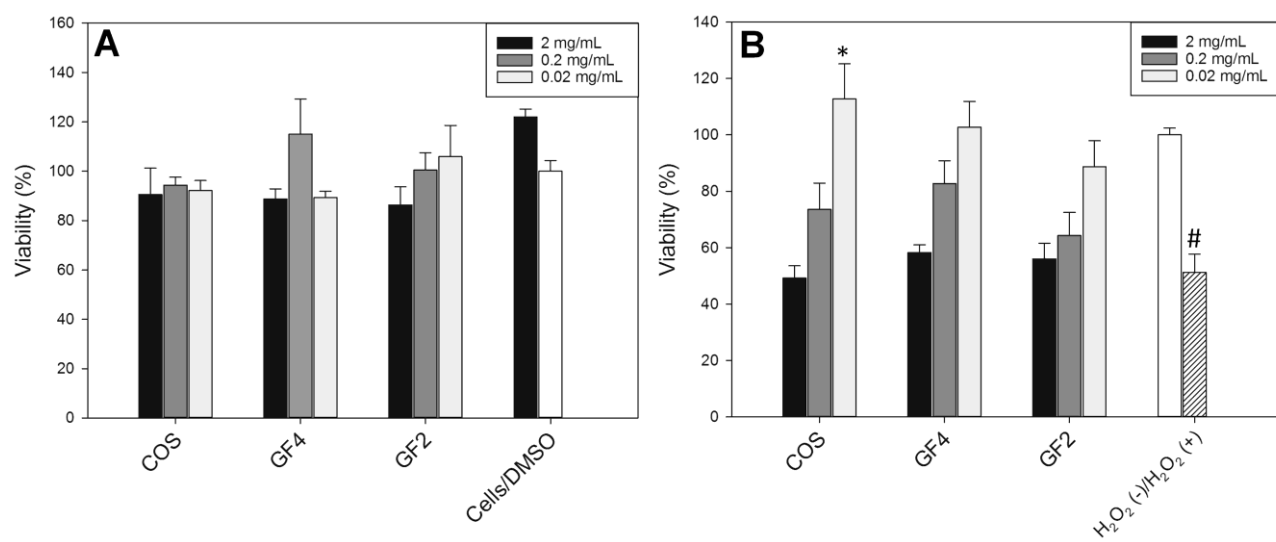 A
2 mg/mL
0.2 mg/mL
0.02 mg/mL
Viability (%)
160
140
120
100
80
60
40
20
0
COS
GF4
GF2
Cells/DMSO
B
2 mg/mL
0.2 mg/mL
0.02 mg/mL
*
#
Viability (%)
140
120
100
80
60
40
20
0
COS
GF4
GF2
H₂O₂ (-)/H₂O₂ (+)